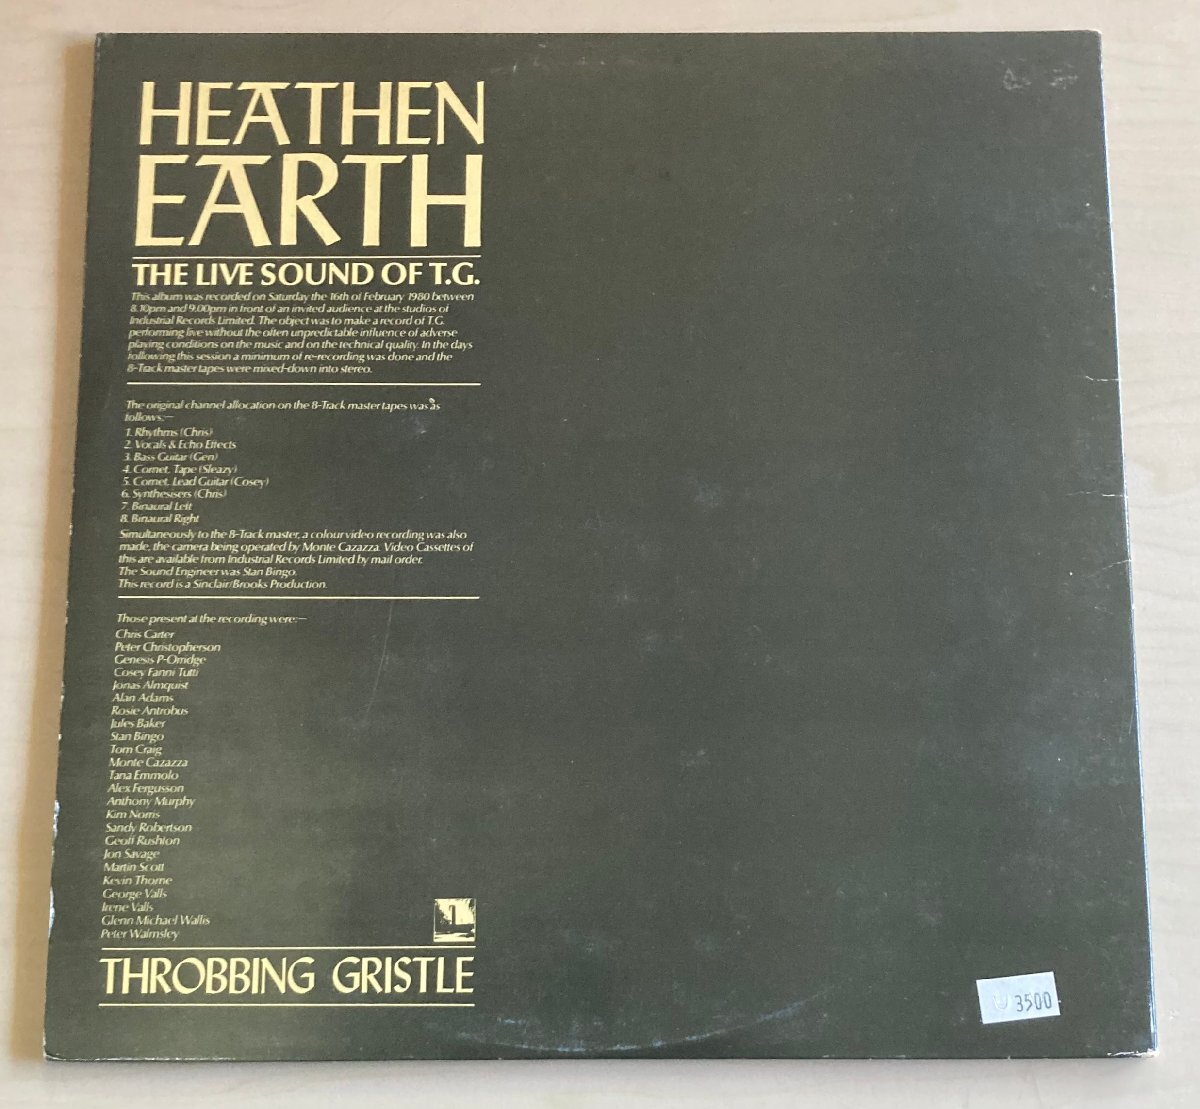 HEATHEN
EARTH
THE LIVE SOUND OF T.G.
This album was recorded on Saturday the 16th of February 1980 between
8.10pm and 9.00pm in front of an invited audience at the studios of
Industrial Records Limited. The object was to make a record of T.G.
performing live without the often unpredictable influence of adverse
playing conditions on the music and on the technical quality. In the days
following this session a minimum of re-recording was done and the
8-Track master tapes were mixed-down into stereo.
The original channel allocation on the 8-Track master tapes was as
follows:—
1. Rhythms (Chris)
2. Vocals & Echo Effects
3. Bass Guitar (Gen)
4. Cornet, Tape (Sleazy)
5. Cornet, Lead Guitar (Cosey)
6. Synthesisers (Chris)
7. Binaural Left
8. Binaural Right
Simultaneously to the 8-Track master, a colour video recording was also
made, the camera being operated by Monte Cazazza. Video Cassettes of
this are available from Industrial Records Limited by mail order.
The Sound Engineer was Stan Bingo.
This record is a Sinclair/Brooks Production.
Those present at the recording were:—
Chris Carter
Peter Christopherson
Genesis P-Orridge
Cosey Fanni Tutti
Jonas Almquist
Alan Adams
Rosie Antrobus
Jules Baker
Stan Bingo
Tom Craig
Monte Cazazza
Tana Emmolo
Alex Fergusson
Anthony Murphy
Kim Norris
Sandy Robertson
Geoff Rushton
Jon Savage
Martin Scott
Kevin Thorne
George Valls
Irene Valls
Glenn Michael Wallis
Peter Walmsley
THROBBING GRISTLE
3500